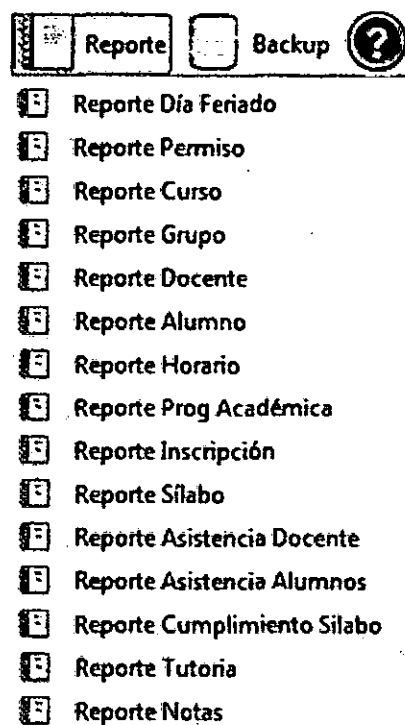 Reporte Backup ?
Reporte Día Feriado
Reporte Permiso
Reporte Curso
Reporte Grupo
Reporte Docente
Reporte Alumno
Reporte Horario
Reporte Prog Académica
Reporte Inscripción
Reporte Sílabo
Reporte Asistencia Docente
Reporte Asistencia Alumnos
Reporte Cumplimiento Silabo
Reporte Tutoria
Reporte Notas